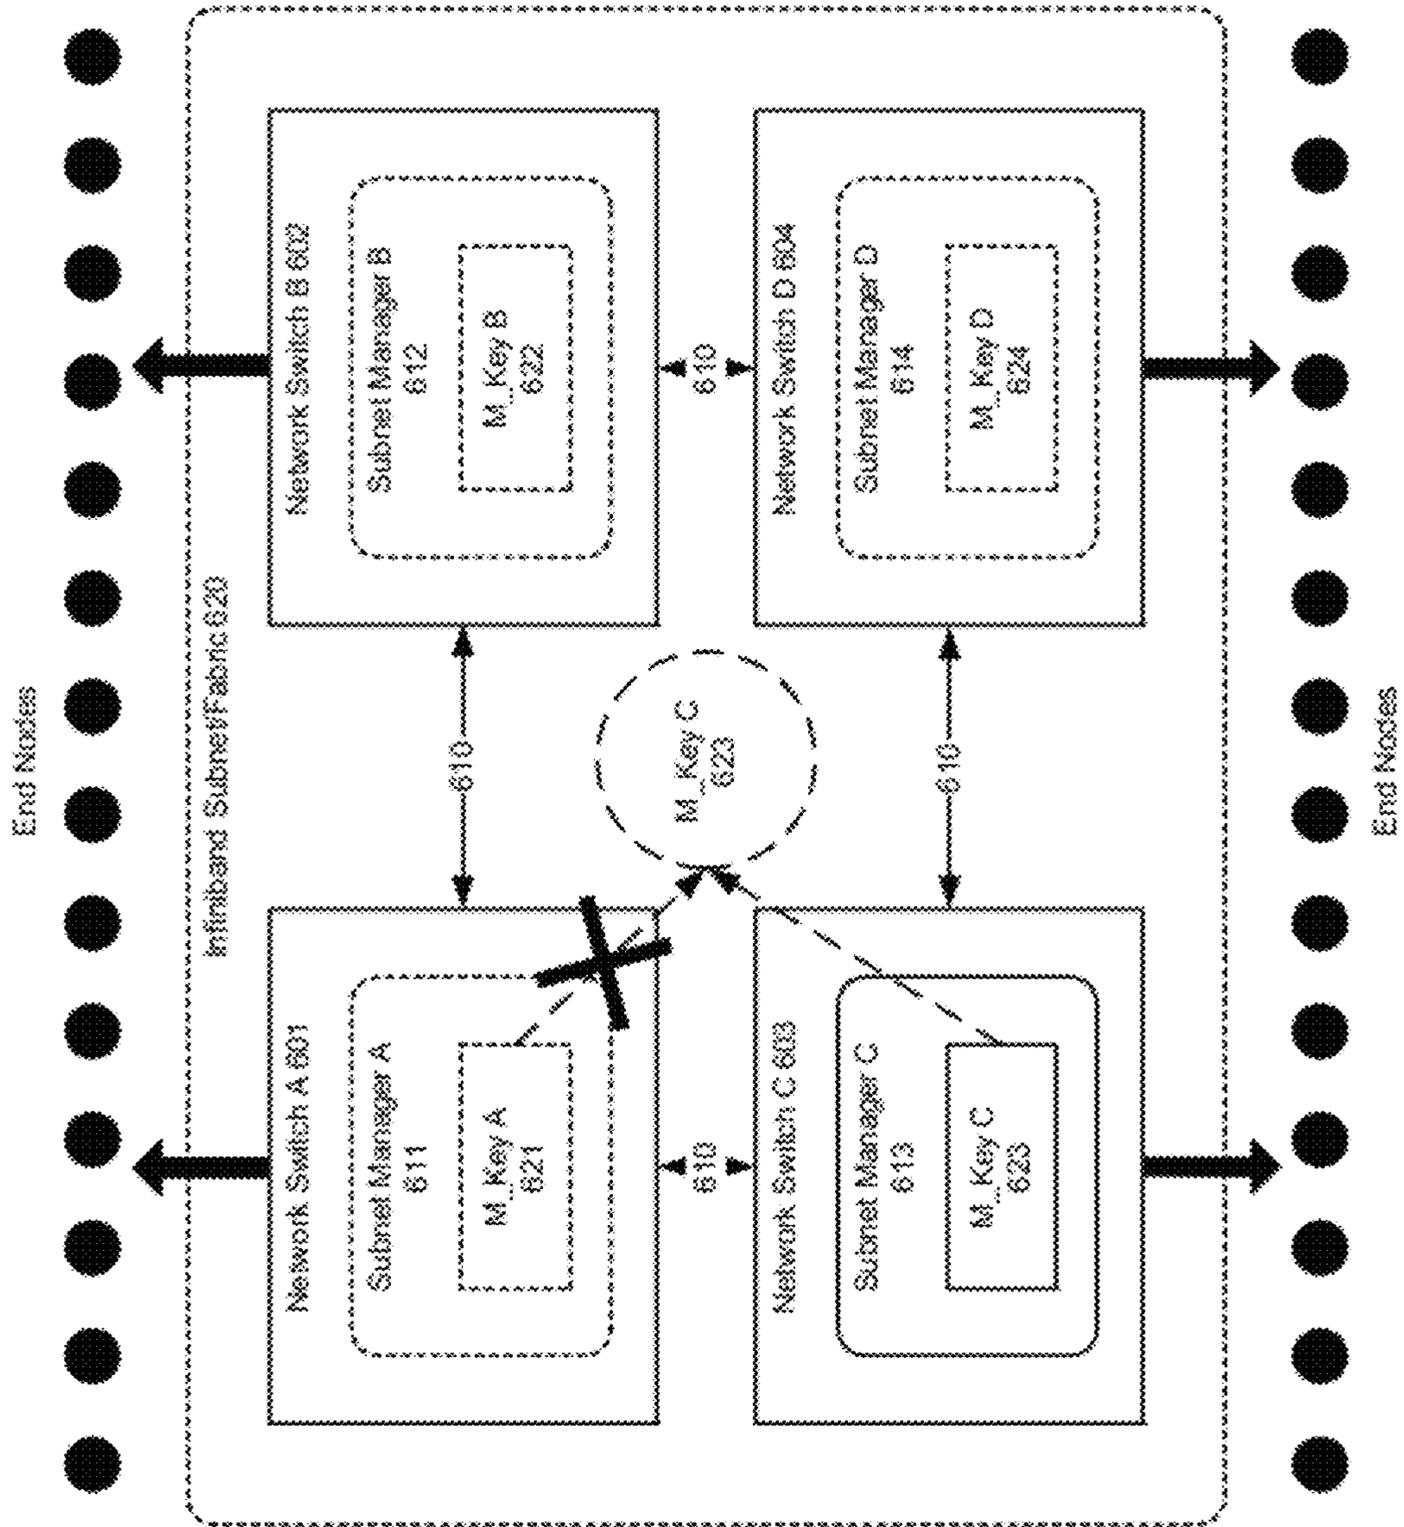 End Nodes
Infiniband Subnet/Fabric 620
Network Switch A 601
Subnet Manager A
611
M_Key A
621
610
Network Switch B 602
Subnet Manager B
612
M_Key B
622
610
M_Key C
623
610
Network Switch C 603
Subnet Manager C
613
M_Key C
623
610
Network Switch D 604
Subnet Manager D
614
M_Key D
624
End Nodes